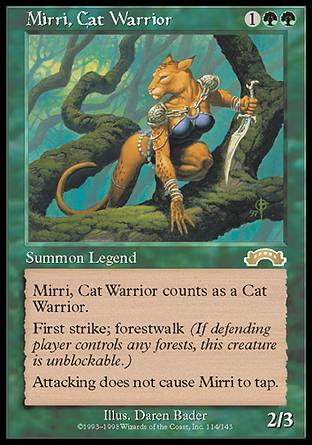 Mirri, Cat Warrior 1
Summon Legend
Mirri, Cat Warrior counts as a Cat
Warrior.
First strike; forestwalk (If defending
player controls any forests, this creature
is unblockable.)
Attacking does not cause Mirri to tap.
Illus. Daren Bader
©1993-1998 Wizards of the Coast, Inc. 114/143
2/3